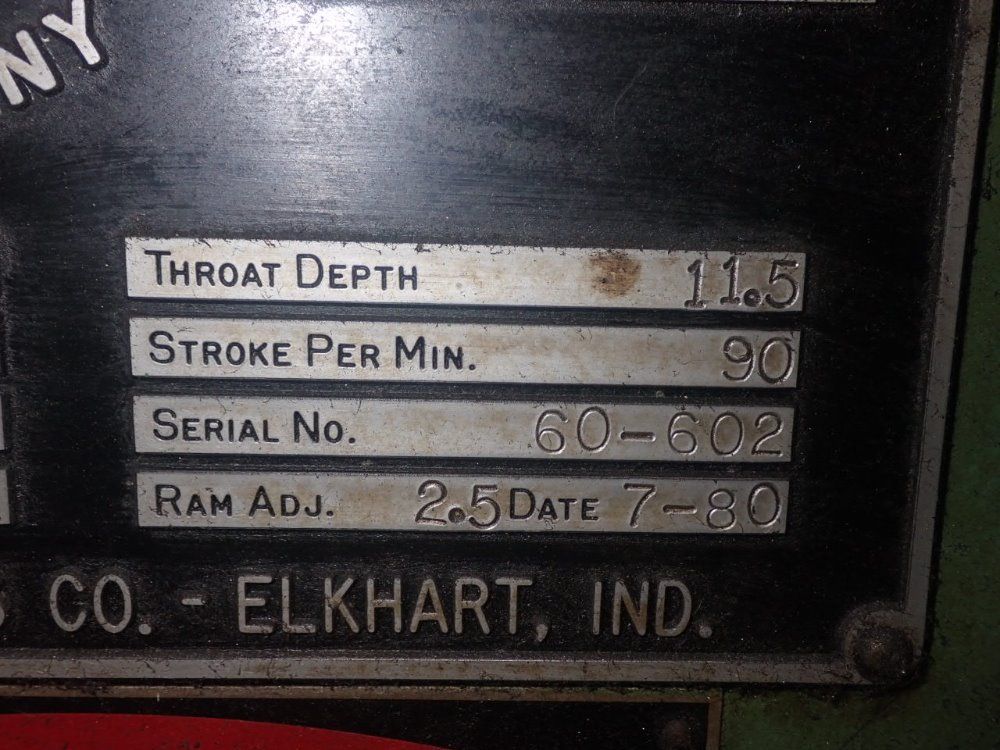 NY
THROAT DEPTH 11.5
STROKE PER MIN. 90
SERIAL NO. 60-602
RAM ADJ. 2.5 DATE 7-80
CO. - ELKHART, IND.